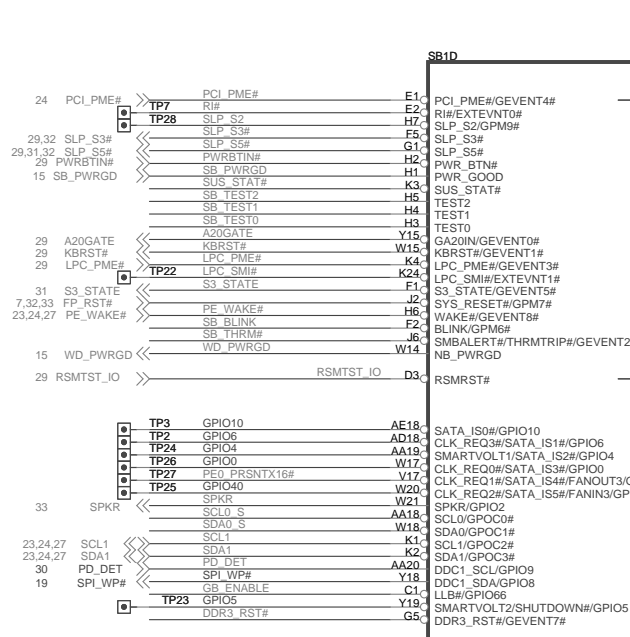 SB1D
24 PCI_PME# PCI_PME# E1 PCI_PME#/GEVENT4#
TP7 RI# E2 RI#/EXTEVNT0#
TP28 SLP_S2 H7 SLP_S2/GPM9#
29,32 SLP_S3# SLP_S3# F5 SLP_S3#
29,31,32 SLP_S5# SLP_S5# G1 SLP_S5#
29 PWRBTIN# PWRBTIN# H2 PWR_BTN#
15 SB_PWRGD SB_PWRGD H1 PWR_GOOD
SUS_STAT# K3 SUS_STAT#
SB_TEST2 H5 TEST2
SB_TEST1 H4 TEST1
SB_TEST0 H3 TEST0
29 A20GATE A20GATE Y15 GA20IN/GEVENT0#
29 KBRST# KBRST# W15 KBRST#/GEVENT1#
29 LPC_PME# LPC_PME# K4 LPC_PME#/GEVENT3#
TP22 LPC_SMI# K24 LPC_SMI#/EXTEVNT1#
31 S3_STATE S3_STATE F1 S3_STATE/GEVENT5#
7,32,33 FP_RST# J2 SYS_RESET#/GPM7#
23,24,27 PE_WAKE# PE_WAKE# H6 WAKE#/GEVENT8#
SB_BLINK F2 BLINK/GPM6#
SB_THRM# J6 SMBALERT#/THRMTRIP#/GEVENT2
15 WD_PWRGD WD_PWRGD W14 NB_PWRGD
29 RSMTST_IO RSMTST_IO D3 RSMRST#
TP3 GPIO10 AE18 SATA_IS0#/GPIO10
TP2 GPIO6 AD18 CLK_REQ3#/SATA_IS1#/GPIO6
TP24 GPIO4 AA19 SMARTVOLT1/SATA_IS2#/GPIO4
TP26 GPIO0 W17 CLK_REQ0#/SATA_IS3#/GPIO0
TP27 PE0_PRSNTX16# V17 CLK_REQ1#/SATA_IS4#/FANOUT3/G
TP25 GPIO40 W20 CLK_REQ2#/SATA_IS5#/FANIN3/GP
33 SPKR SPKR W21 SPKR/GPIO2
SCL0_S AA18 SCL0/GPOC0#
SDA0_S W18 SDA0/GPOC1#
23,24,27 SCL1 SCL1 K1 SCL1/GPOC2#
23,24,27 SDA1 SDA1 K2 SDA1/GPOC3#
30 PD_DET PD_DET AA20 DDC1_SCL/GPIO9
19 SPI_WP# SPI_WP# Y18 DDC1_SDA/GPIO8
GB_ENABLE C1 LLB#/GPIO66
TP23 GPIO5 Y19 SMARTVOLT2/SHUTDOWN#/GPIO5
DDR3_RST# G5 DDR3_RST#/GEVENT7#